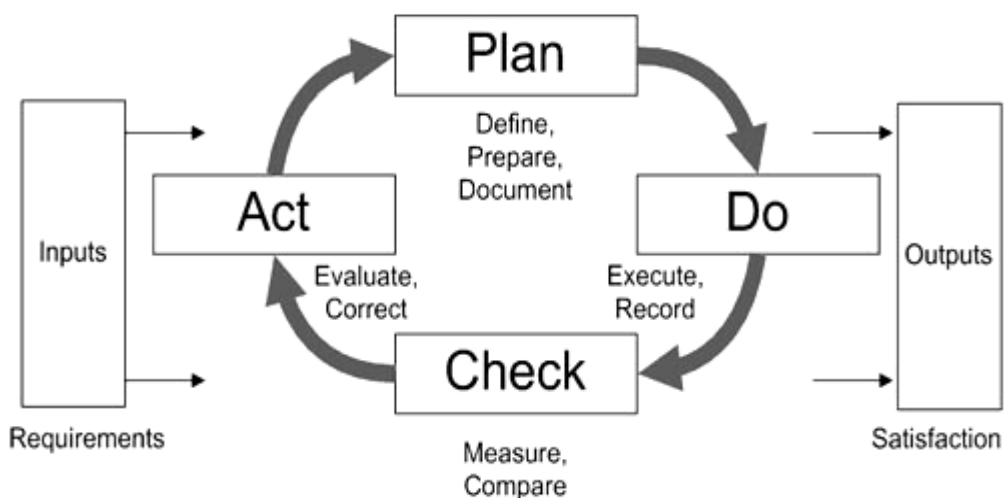 Plan
Define,
Prepare,
Document
Act
Do
Inputs
Outputs
Evaluate,
Correct
Execute,
Record
Check
Requirements
Satisfaction
Measure,
Compare